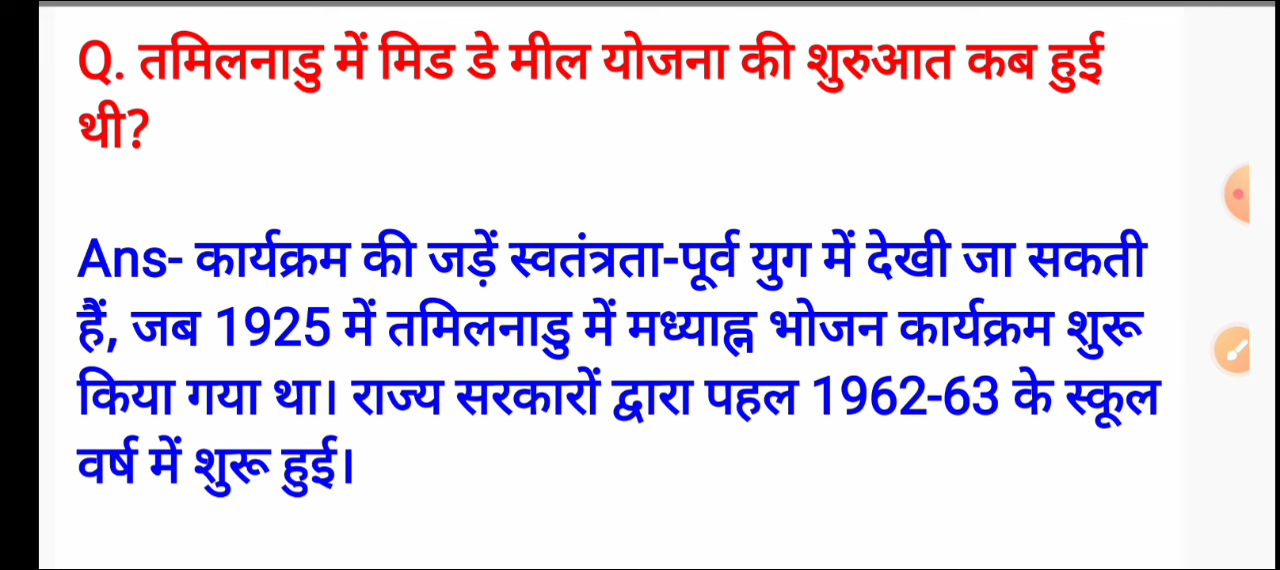 Q. तमिलनाडु में मिड डे मील योजना की शुरुआत कब हुई
थी?
Ans- कार्यक्रम की जड़ें स्वतंत्रता-पूर्व युग में देखी जा सकती
हैं, जब 1925 में तमिलनाडु में मध्याह्न भोजन कार्यक्रम शुरू
किया गया था। राज्य सरकारों द्वारा पहल 1962-63 के स्कूल
वर्ष में शुरू हुई।